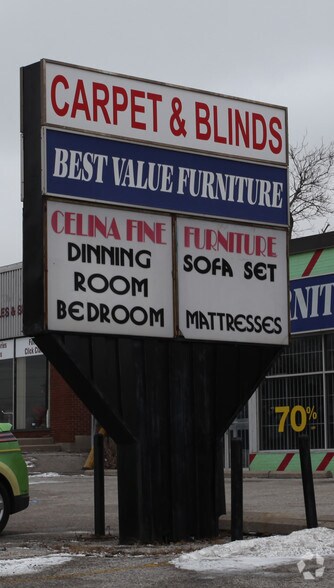 CARPET & BLINDS
BEST VALUE FURNITURE
CELINA FINE FURNITURE
DINNING
ROOM
BEDROOM
SOFA SET
MATTRESSES
70%